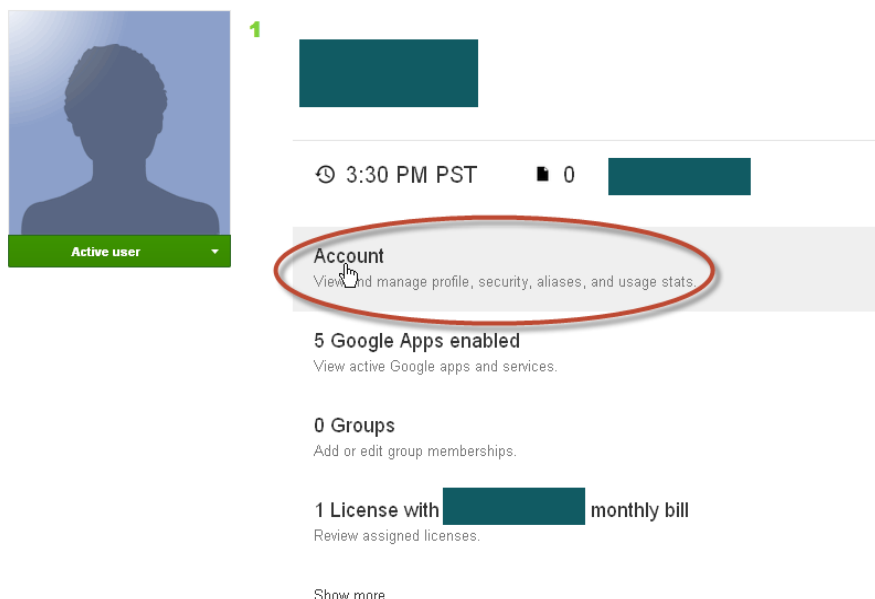 1
3:30 PM PST 0
Active user
Account
View and manage profile, security, aliases, and usage stats.
5 Google Apps enabled
View active Google apps and services.
0 Groups
Add or edit group memberships.
1 License with monthly bill
Review assigned licenses.
Show more